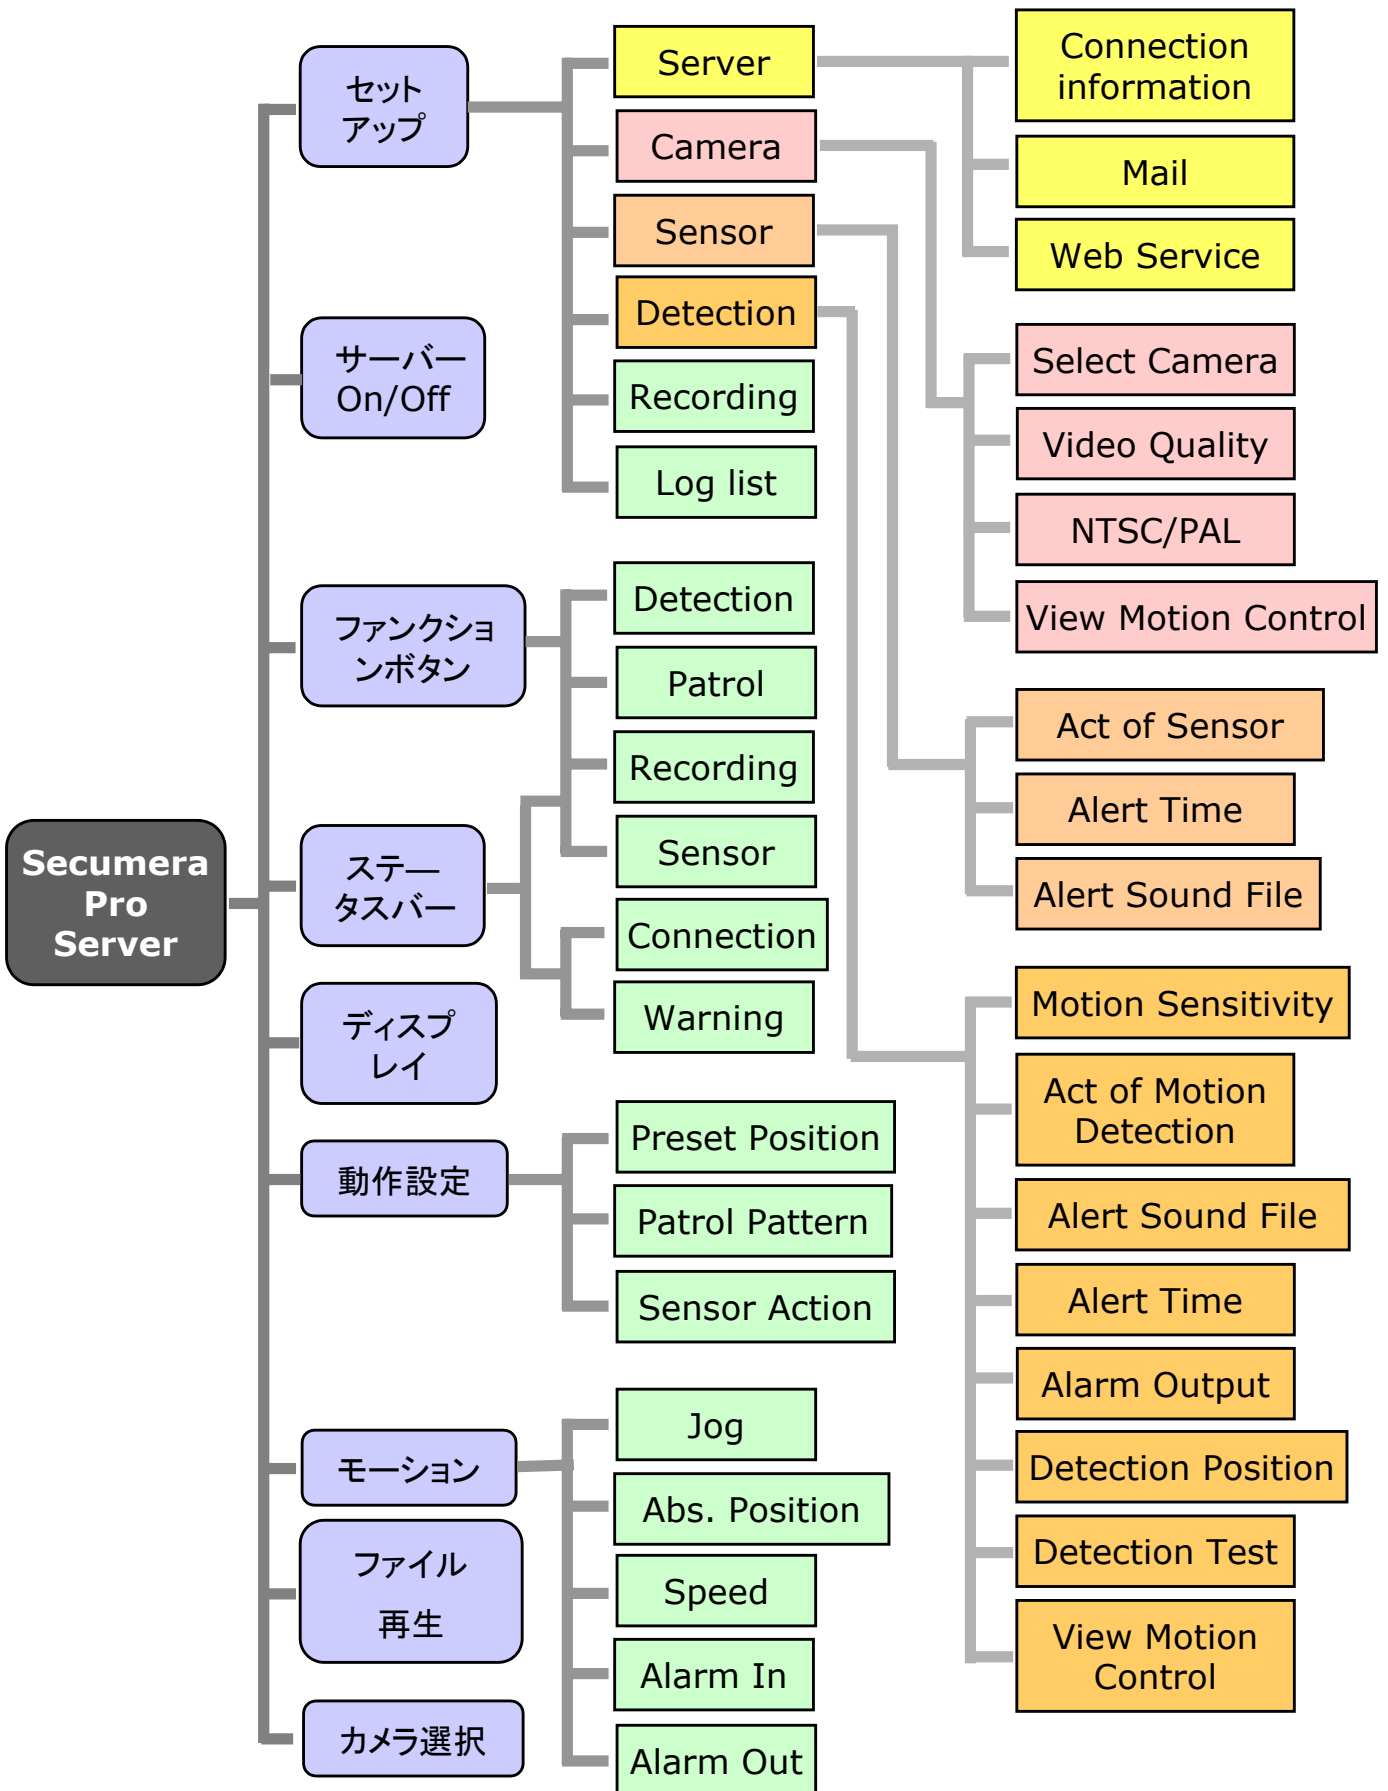 Secumera
Pro
Server
セット
アップ
サーバー
On/Off
ファンクショ
ンボタン
ステ―
タスバー
ディスプ
レイ
動作設定
モーション
ファイル
再生
カメラ選択
Server
Camera
Sensor
Detection
Recording
Log list
Detection
Patrol
Recording
Sensor
Connection
Warning
Preset Position
Patrol Pattern
Sensor Action
Jog
Abs. Position
Speed
Alarm In
Alarm Out
Connection
information
Mail
Web Service
Select Camera
Video Quality
NTSC/PAL
View Motion Control
Act of Sensor
Alert Time
Alert Sound File
Motion Sensitivity
Act of Motion
Detection
Alert Sound File
Alert Time
Alarm Output
Detection Position
Detection Test
View Motion
Control